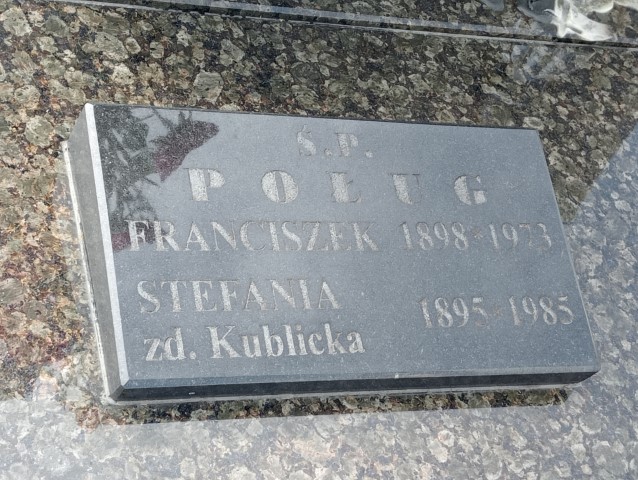 Ś.P.
POŁUG
FRANCISZEK 1898-1973
STEFANIA 1895-1985
zd. Kublicka